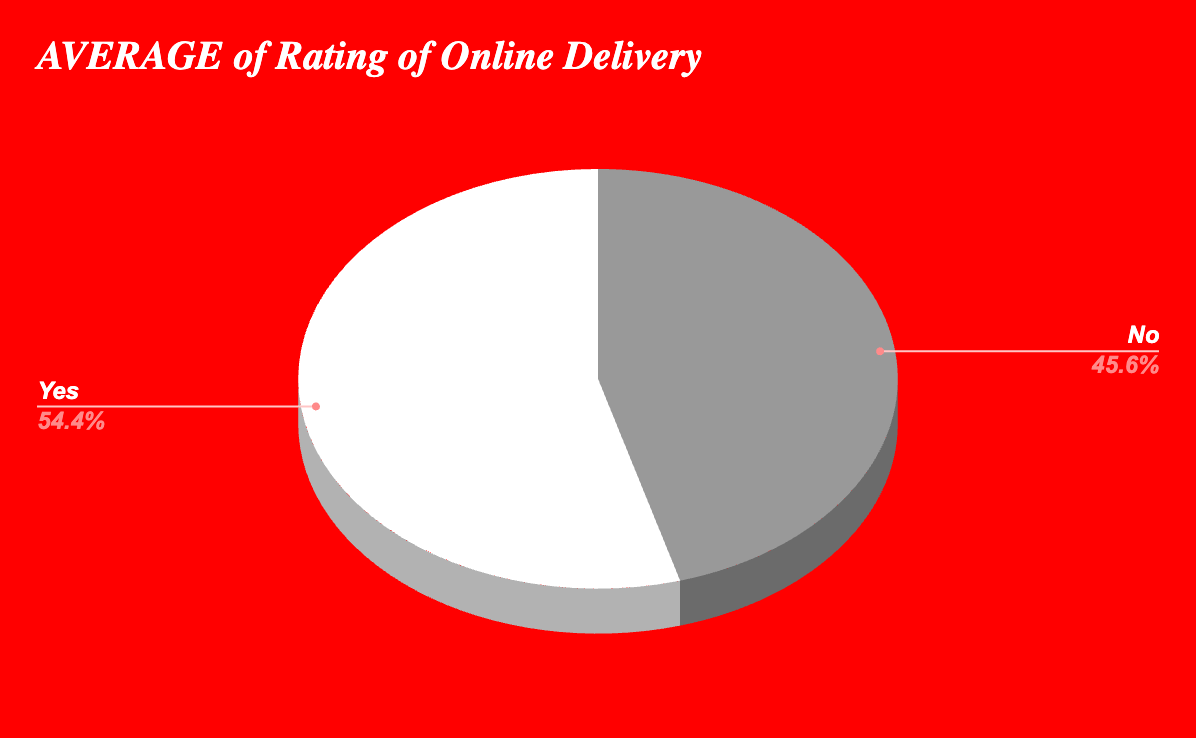 AVERAGE of Rating of Online Delivery
No
45.6%
Yes
54.4%